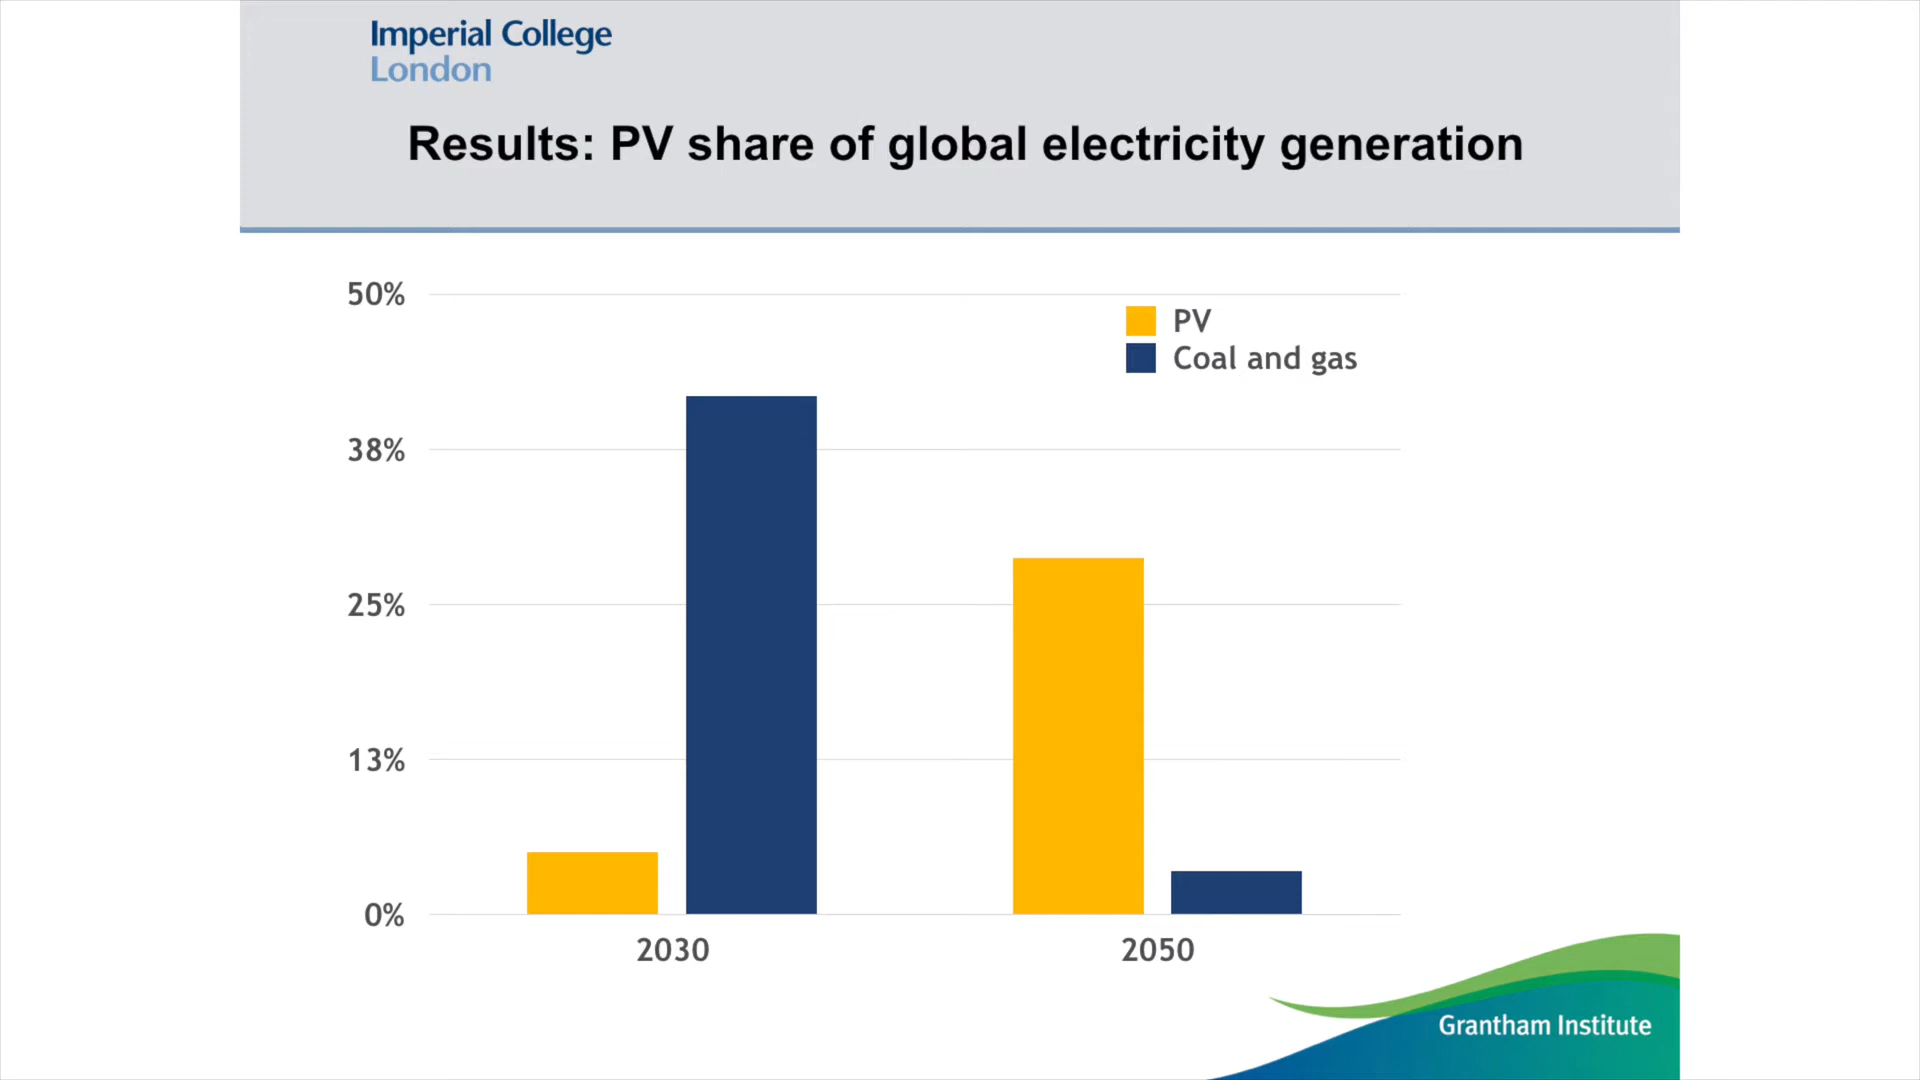 Imperial College
London
Results: PV share of global electricity generation
50%
PV
Coal and gas
38%
25%
13%
0%
2030
2050
Grantham Institute